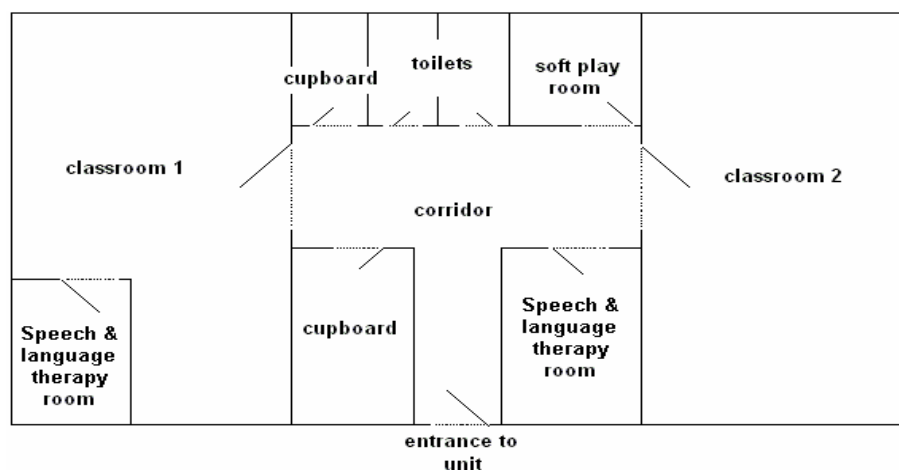 cupboard
toilets
soft play
room
classroom 1
classroom 2
corridor
Speech &
language
therapy
room
cupboard
Speech &
language
therapy
room
entrance to
unit